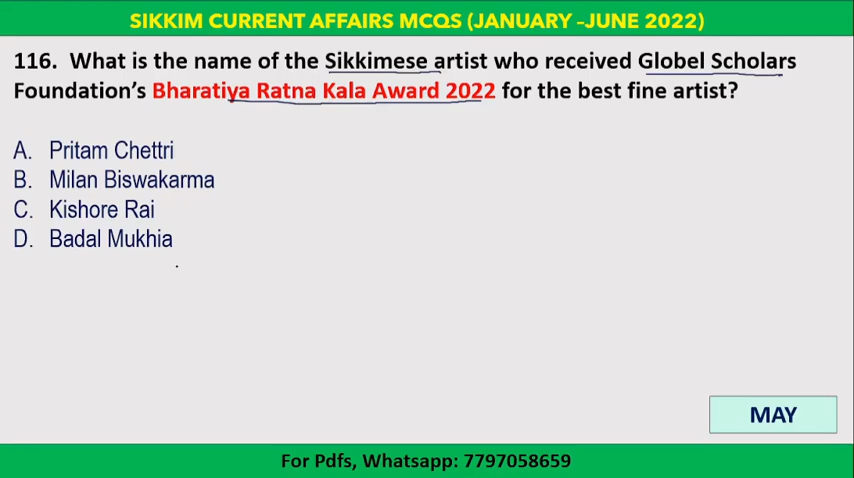 SIKKIM CURRENT AFFAIRS MCQS (JANUARY –JUNE 2022)
116. What is the name of the Sikkimese artist who received Globel Scholars
Foundation's Bharatiya Ratna Kala Award 2022 for the best fine artist?
A. Pritam Chettri
B. Milan Biswakarma
C. Kishore Rai
D. Badal Mukhia
MAY
For Pdfs, Whatsapp: 7797058659